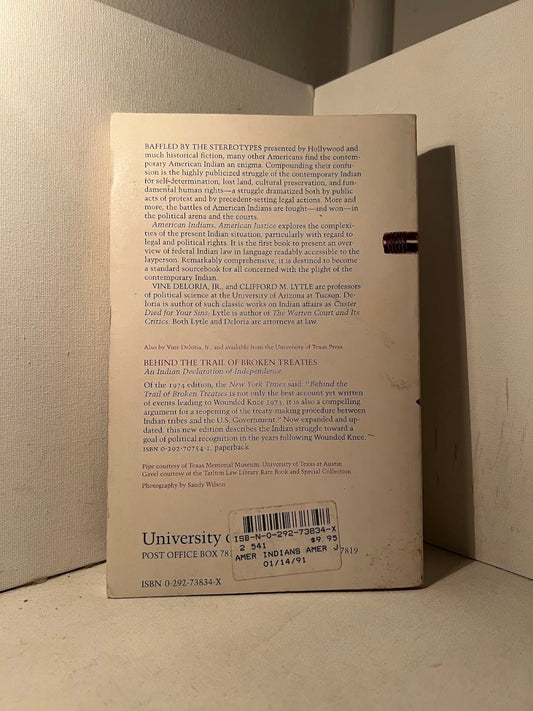 BAFFLED BY THE STEREOTYPES presented by Hollywood and
much historical fiction, many other Americans find the contem-
porary American Indian an enigma. Compounding their confu-
sion is the highly publicized struggle of the contemporary Indian
for self-determination, lost land, cultural preservation, and fun-
damental human rights—a struggle dramatized both by public
acts of protest and by precedent-setting legal actions. More and
more, the battles of American Indians are fought—and won—in
the political arena and the courts.
American Indians, American Justice explores the complexi-
ties of the present Indian situation, particularly with regard to
legal and political rights. It is the first book to present an over-
view of federal Indian law in language readably accessible to the
layperson. Remarkably comprehensive, it is destined to become
a standard sourcebook for all concerned with the plight of the
contemporary Indian.
VINE DELORIA, JR., and CLIFFORD M. LYTLE are professors
of political science at the University of Arizona at Tucson. De-
loria is author of such classic works on Indian affairs as Custer
Died for Your Sins; Lytle is author of The Warren Court and Its
Critics. Both Lytle and Deloria are attorneys at law.
Also by Vine Deloria, Jr., and available from the University of Texas Press
BEHIND THE TRAIL OF BROKEN TREATIES
An Indian Declaration of Independence
Of the 1974 edition, the New York Times said: "Behind the
Trail of Broken Treaties is not only the best account yet written
of events leading to Wounded Knee 1973, it is also a compelling
argument for a reopening of the treaty-making procedure between
Indian tribes and the U.S. Government." Now expanded and up-
dated, this new edition describes the Indian struggle toward a
goal of political recognition in the years following Wounded Knee.
ISBN 0-292-70754-1, paperback
Pipe courtesy of Texas Memorial Museum, University of Texas at Austin
Gavel courtesy of the Tarlton Law Library Rare Book and Special Collection
Photography by Sandy Wilson
University
POST OFFICE BOX 78 7819
ISB-N-0-292-73834-X
2 541 $9.95
AMER INDIANS AMER J
01/14/91
ISBN 0-292-73834-X